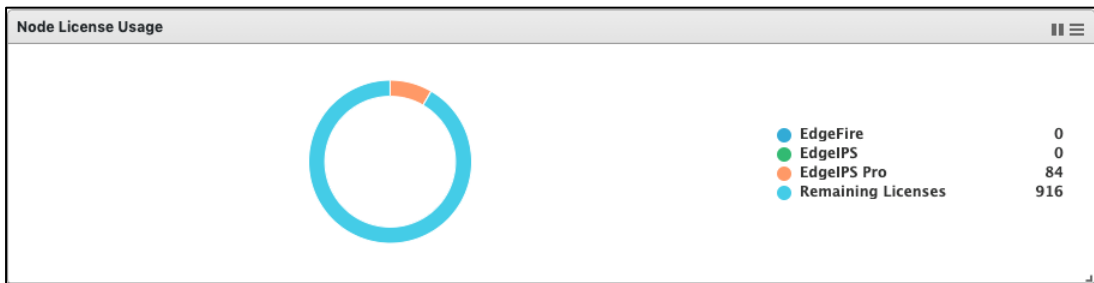 Node License Usage
EdgeFire 0
EdgeIPS 0
EdgeIPS Pro 84
Remaining Licenses 916